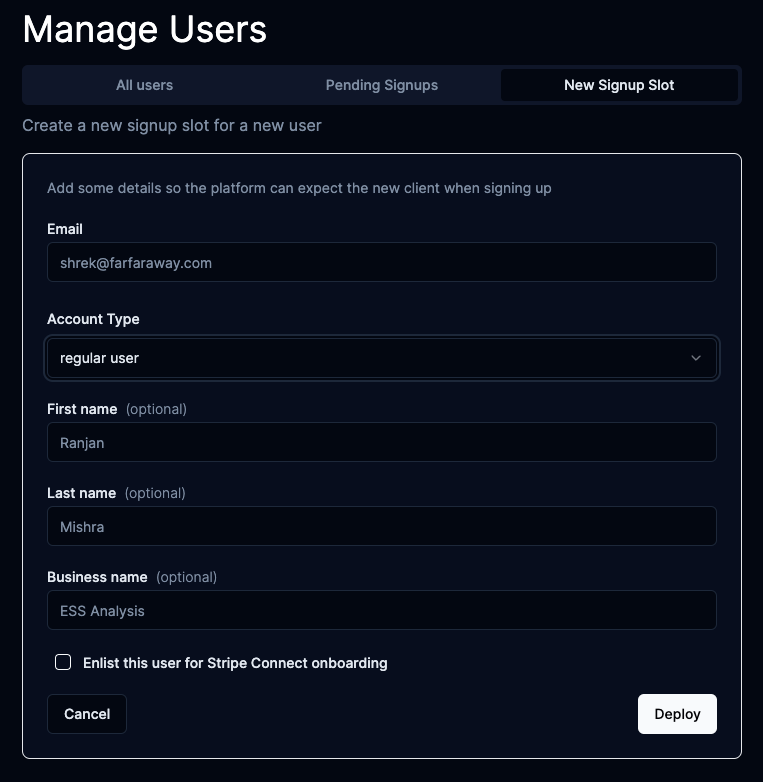 Manage Users
All users Pending Signups New Signup Slot
Create a new signup slot for a new user
Add some details so the platform can expect the new client when signing up
Email
shrek@farfaraway.com
Account Type
regular user
First name (optional)
Ranjan
Last name (optional)
Mishra
Business name (optional)
ESS Analysis
Enlist this user for Stripe Connect onboarding
Cancel Deploy